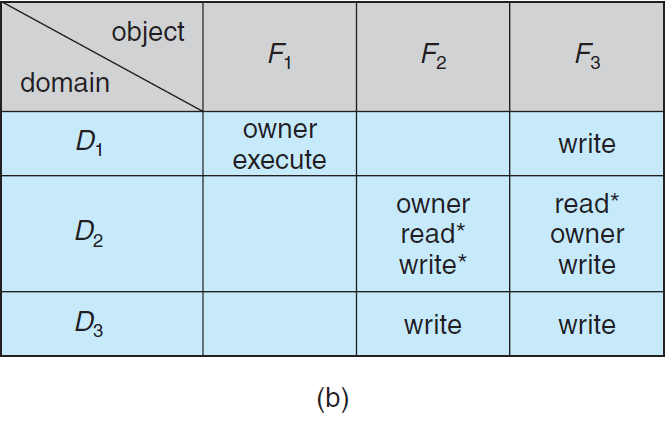 object
domain
F₁
F₂
F₃
D₁
owner
execute
write
D₂
owner
read*
write*
read*
owner
write
D₃
write
write
(b)